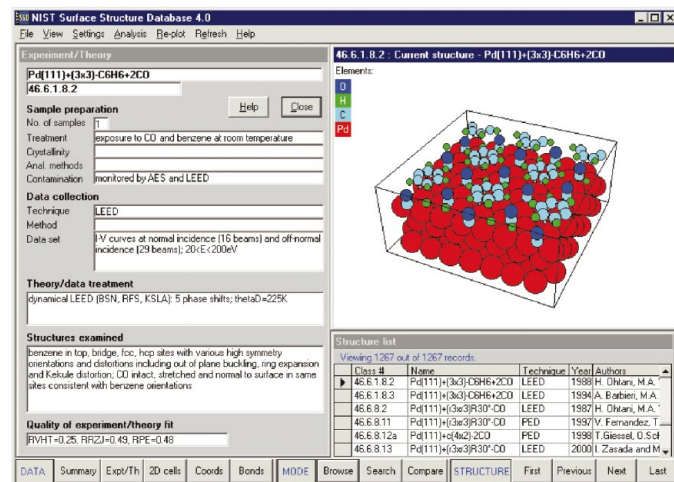 NIST Surface Structure Database 4.0
File View Settings Analysis Re-plot Refresh Help
Experiment/Theory
Pd(111)+(3x3)-C6H6+2CO
46.6.1.8.2
Sample preparation
Help Close
No. of samples 1
Treatment exposure to CO and benzene at room temperature
Crystallinity
Anal. methods
Contamination monitored by AES and LEED
Data collection
Technique LEED
Method
Data set I-V curves at normal incidence (16 beams) and off-normal
incidence (29 beams); 20<E<200eV
Theory/data treatment
dynamical LEED (BSN, RFS, KSLA): 5 phase shifts; thetaD=225K
Structures examined
benzene in top, bridge, fcc, hcp sites with various high symmetry
orientations and distortions including out of plane buckling, ring expansion
and Kekule distortion; CO intact, stretched and normal to surface in same
sites consistent with benzene orientations
Quality of experiment/theory fit
RVHT=0.25, RRZJ=0.49, RPE=0.48
46.6.1.8.2 : Current structure - Pd(111)+(3x3)-C6H6+2CO
Elements:
O
H
C
Pd
Structure list
Viewing 1267 out of 1267 records.
Class # Name Technique Year Authors
46.6.1.8.2 Pd(111)+(3x3)-C6H6+2CO LEED 1988 H. Ohtani, M.A.
46.6.1.8.3 Pd(111)+(3x3)-C6H6+2CO LEED 1994 A. Barbieri, M.A.
46.6.8.2 Pd(111)+(r3xr3)R30°-CO LEED 1987 H. Ohtani, M.A.
46.6.8.11 Pd(111)+(r3xr3)R30°-CO PED 1997 V. Fernandez, T.
46.6.8.12a Pd(111)+c(4x2)-2CO PED 1998 T.Giessel, O.Sch
46.6.8.13 Pd(111)+(r3xr3)R30°-CO LEED 2000 I. Zasada and M
DATA Summary Expt/Th 2D cells Coords Bonds MODE Browse Search Compare STRUCTURE First Previous Next Last